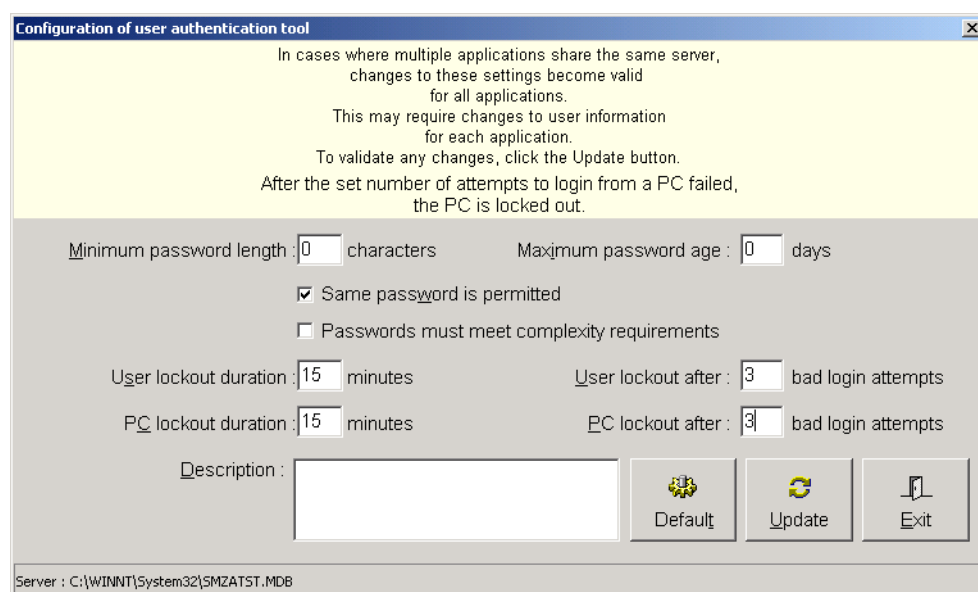 Configuration of user authentication tool
In cases where multiple applications share the same server,
changes to these settings become valid
for all applications.
This may require changes to user information
for each application.
To validate any changes, click the Update button.
After the set number of attempts to login from a PC failed,
the PC is locked out.
Minimum password length : 0 characters Maximum password age : 0 days
Same password is permitted
Passwords must meet complexity requirements
User lockout duration : 15 minutes User lockout after : 3 bad login attempts
PC lockout duration : 15 minutes PC lockout after : 3 bad login attempts
Description :
Default Update Exit
Server : C:\WINNT\System32\SMZATST.MDB